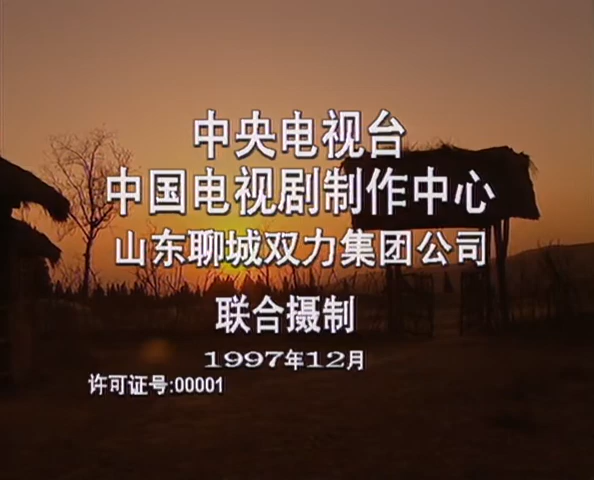 中央电视台
中国电视剧制作中心
山东聊城双力集团公司
联合摄制
1997年12月
许可证号:00001